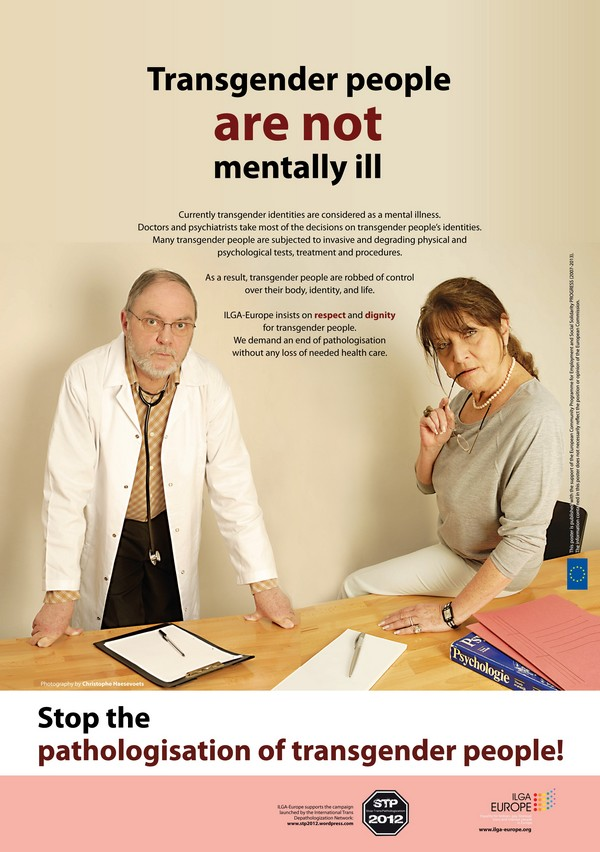 Transgender people
are not
mentally ill
Currently transgender identities are considered as a mental illness.
Doctors and psychiatrists take most of the decisions on transgender people's identities.
Many transgender people are subjected to invasive and degrading physical and
psychological tests, treatment and procedures.
As a result, transgender people are robbed of control
over their body, identity, and life.
ILGA-Europe insists on respect and dignity
for transgender people.
We demand an end of pathologisation
without any loss of needed health care.
This poster is published with the support of the European Community Programme for Employment and Social Solidarity PROGRESS (2007-2013).
The information contained in this poster does not necessarily reflect the position or opinion of the European Commission.
Psychologie
Photography by Christophe Haesevoets
Stop the
pathologisation of transgender people!
ILGA-Europe supports the campaign
launched by the International Trans
Depathologization Network:
www.stp2012.wordpress.com
STP
2012
ILGA
EUROPE
www.ilga-europe.org